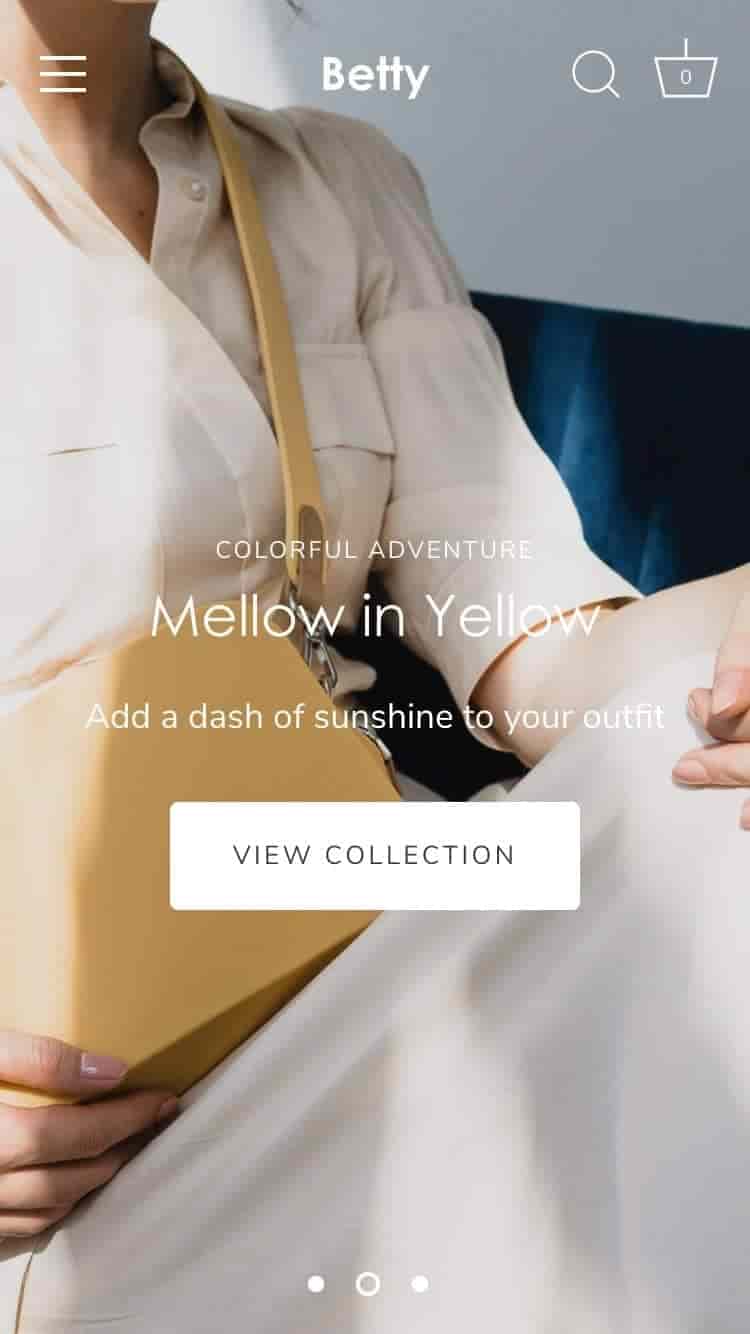 Betty
0
COLORFUL ADVENTURE
Mellow in Yellow
Add a dash of sunshine to your outfit
VIEW COLLECTION